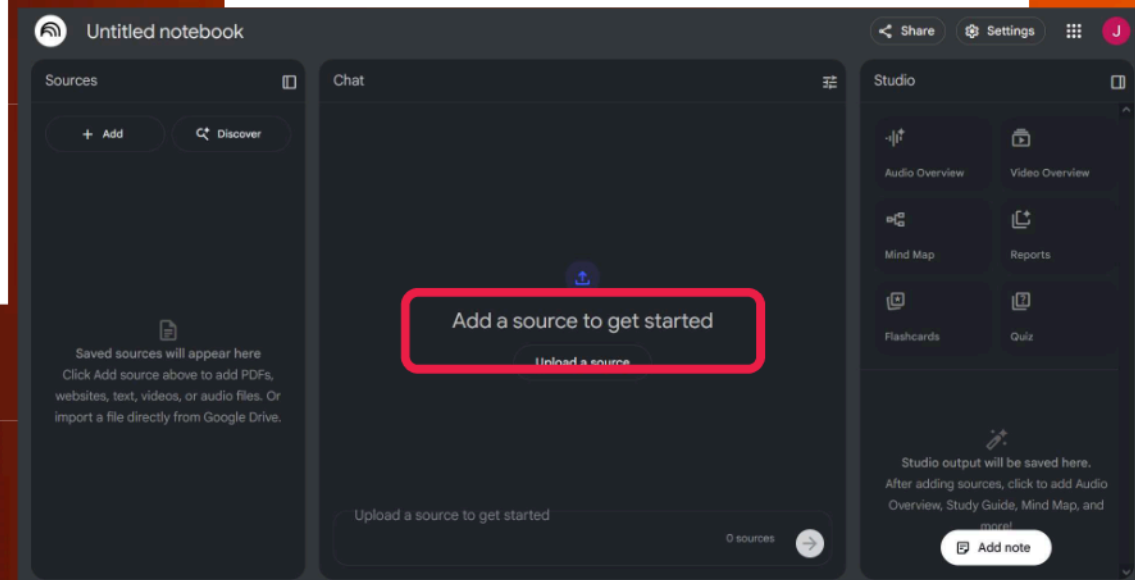 Untitled notebook
Share
Settings
J
Sources
+ Add
Discover
Saved sources will appear here
Click Add source above to add PDFs,
websites, text, videos, or audio files. Or
import a file directly from Google Drive.
Chat
Add a source to get started
Upload a source
Upload a source to get started
0 sources
Studio
Audio Overview
Video Overview
Mind Map
Reports
Flashcards
Quiz
Studio output will be saved here.
After adding sources, click to add Audio
Overview, Study Guide, Mind Map, and
more!
Add note